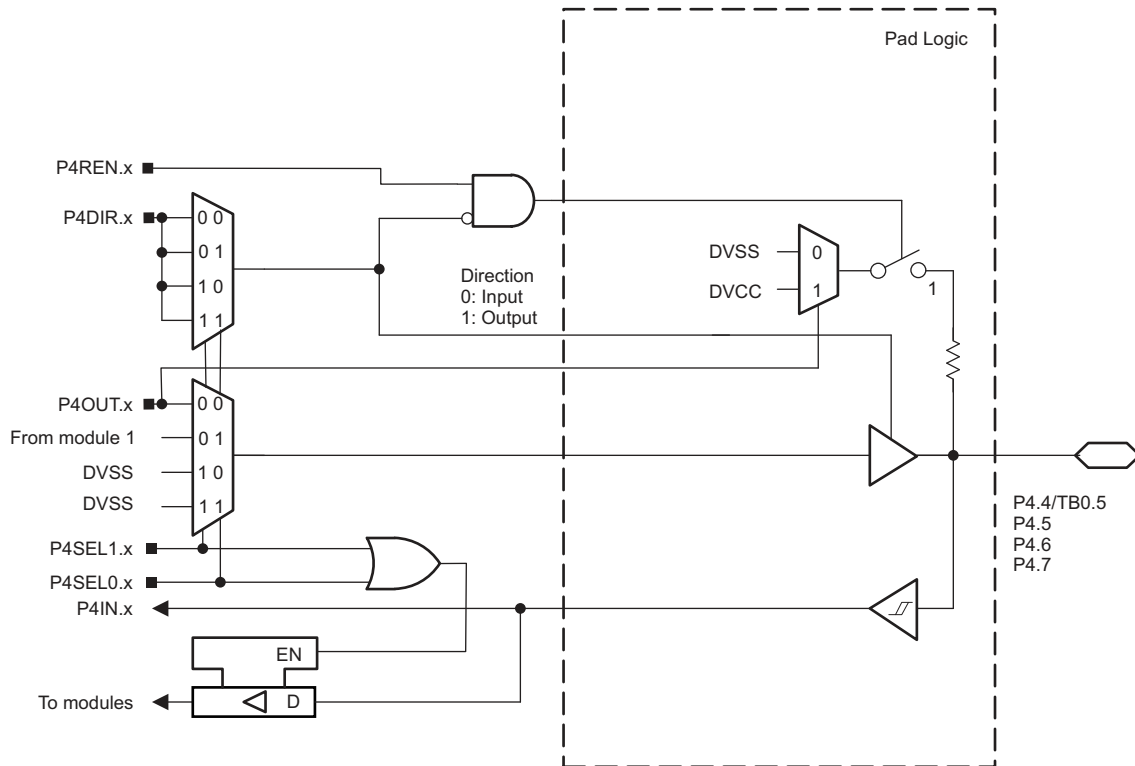 Pad Logic
P4REN.x
P4DIR.x
0 0
0 1
1 0
1 1
Direction
0: Input
1: Output
DVSS
0
DVCC
1
1
P4OUT.x
0 0
From module 1
0 1
DVSS
1 0
DVSS
1 1
P4.4/TB0.5
P4.5
P4.6
P4.7
P4SEL1.x
P4SEL0.x
P4IN.x
EN
To modules
D